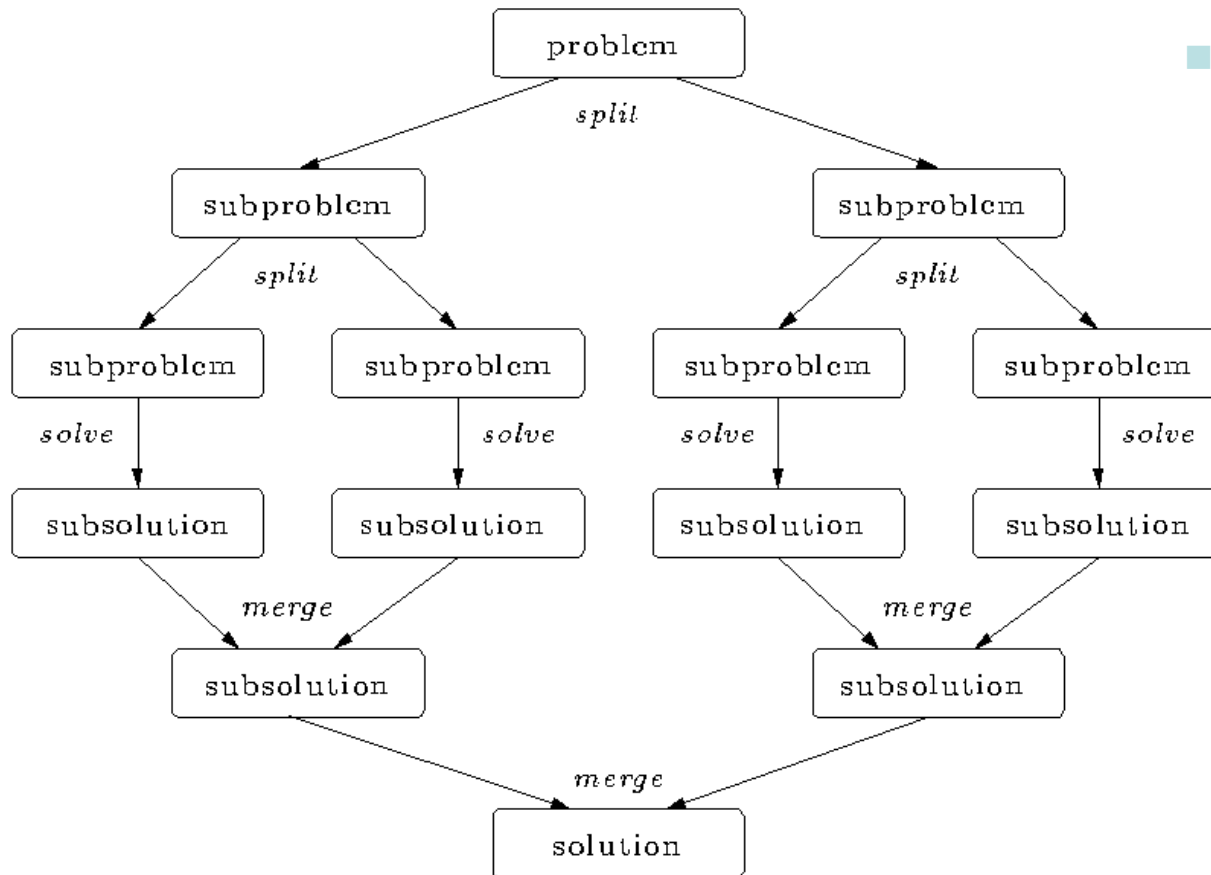 problem
split
subproblem subproblem
split split
subproblem subproblem subproblem subproblem
solve solve solve solve
subsolution subsolution subsolution subsolution
merge merge
subsolution subsolution
merge
solution